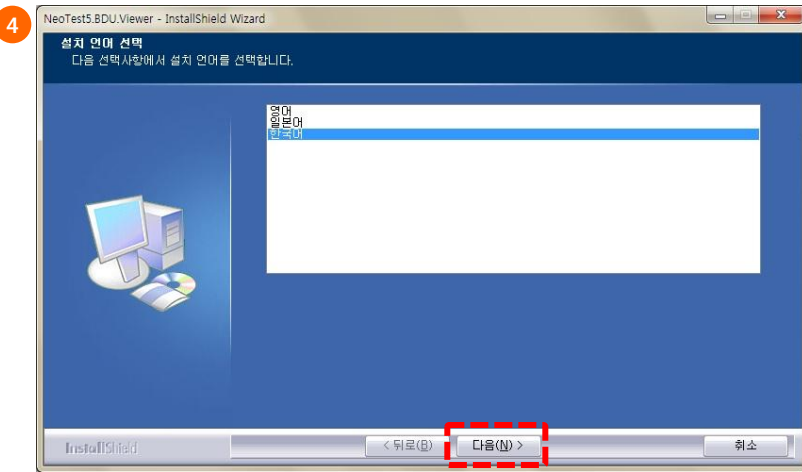 4
NeoTest5.BDU.Viewer - InstallShield Wizard
설치 언어 선택
다음 선택사항에서 설치 언어를 선택합니다.
영어
일본어
한국어
InstallShield
< 뒤로(B)
다음(N) >
취소